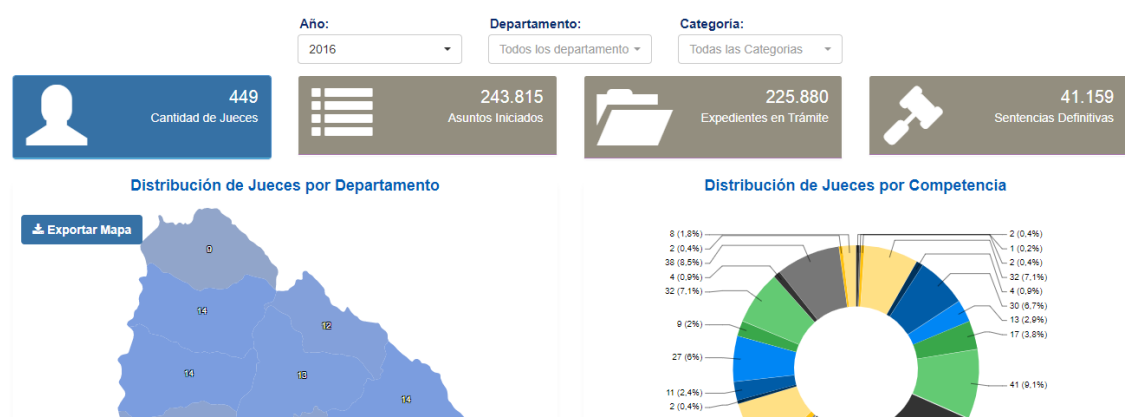 Año:
Departamento:
Categoria:
2016
Todos los departamento
Todas las Categorias
449
Cantidad de Jueces
243.815
Asuntos Iniciados
225.880
Expedientes en Trámite
41.159
Sentencias Definitivas
Distribución de Jueces por Departamento
Distribución de Jueces por Competencia
Exportar Mapa
9
14
12
14
13
14
8 (1,8%)
2 (0,4%)
38 (8,5%)
4 (0,9%)
32 (7,1%)
9 (2%)
27 (6%)
11 (2,4%)
2 (0,4%)
2 (0,4%)
1 (0,2%)
2 (0,4%)
32 (7,1%)
4 (0,9%)
30 (6,7%)
13 (2,9%)
17 (3,8%)
41 (9,1%)